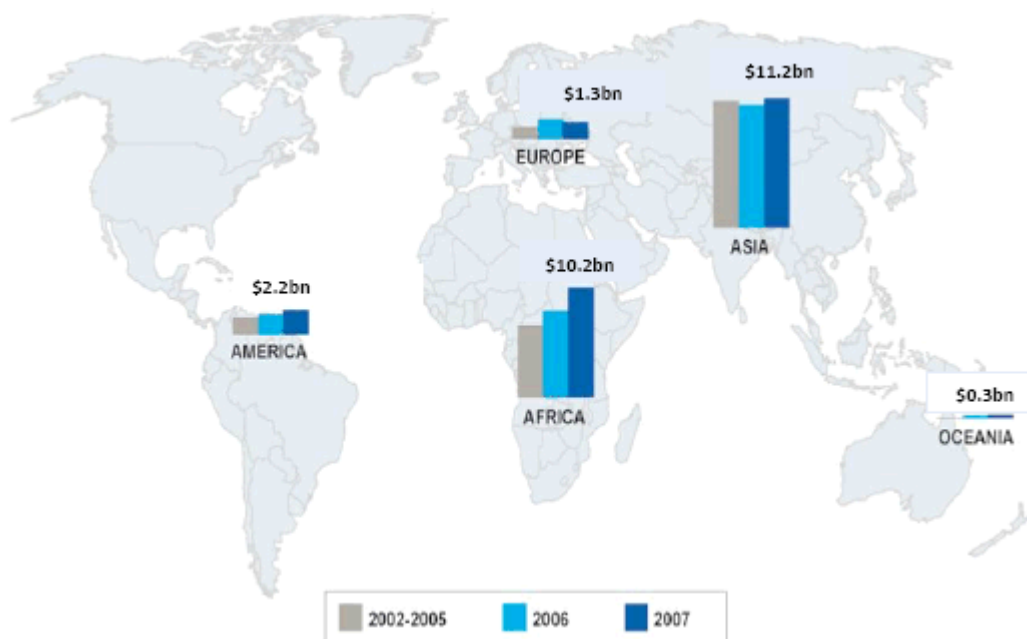 $11.2bn
$1.3bn
EUROPE
ASIA
$10.2bn
$2.2bn
AMERICA
AFRICA
$0.3bn
OCEANIA
2002-2005 2006 2007